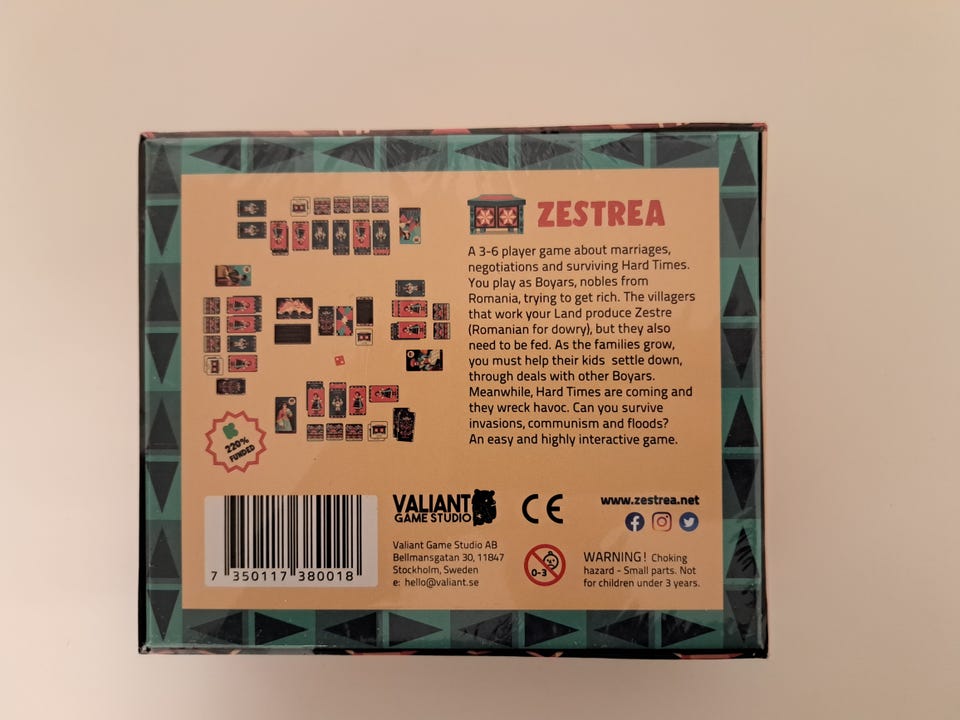 ZESTREA
A 3-6 player game about marriages,
negotiations and surviving Hard Times.
You play as Boyars, nobles from
Romania, trying to get rich. The villagers
that work your Land produce Zestre
(Romanian for dowry), but they also
need to be fed. As the families grow,
you must help their kids settle down,
through deals with other Boyars.
Meanwhile, Hard Times are coming and
they wreck havoc. Can you survive
invasions, communism and floods?
An easy and highly interactive game.
220%
FUNDED
7 350117 380018
VALIANT
GAME STUDIO
Valiant Game Studio AB
Bellmansgatan 30, 11847
Stockholm, Sweden
e: hello@valiant.se
CE
0-3
www.zestrea.net
WARNING! Choking
hazard - Small parts. Not
for children under 3 years.